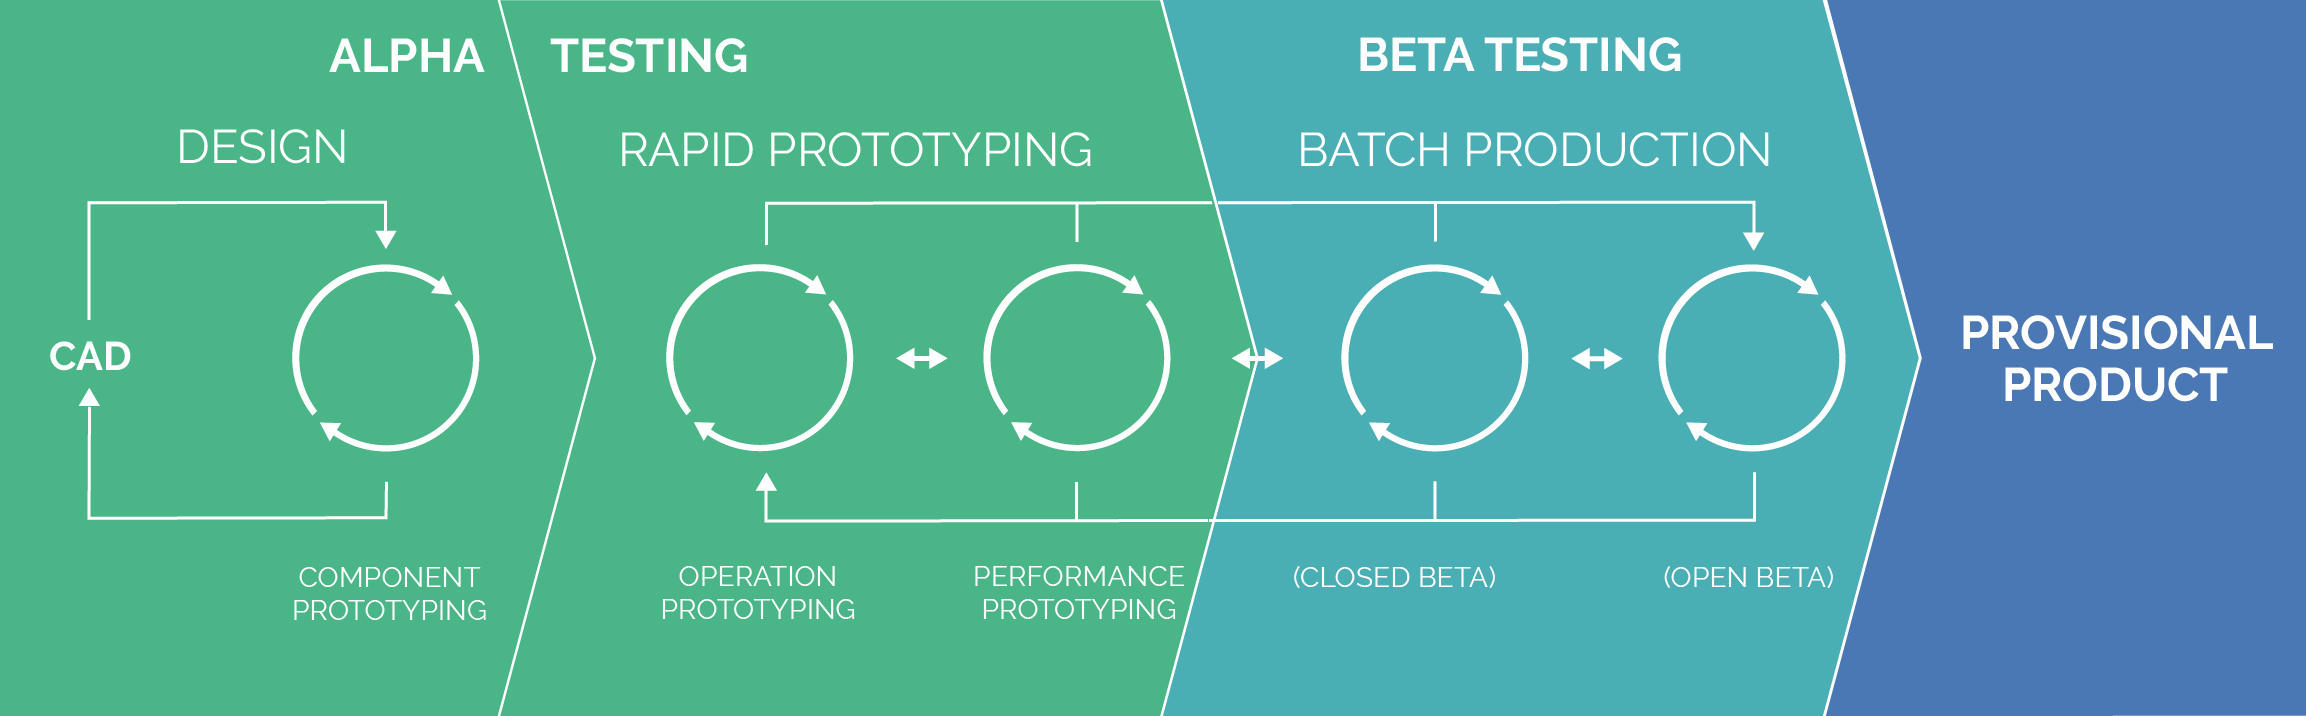 ALPHA TESTING
BETA TESTING
DESIGN
RAPID PROTOTYPING
BATCH PRODUCTION
CAD
PROVISIONAL
PRODUCT
COMPONENT
PROTOTYPING
OPERATION
PROTOTYPING
PERFORMANCE
PROTOTYPING
(CLOSED BETA)
(OPEN BETA)